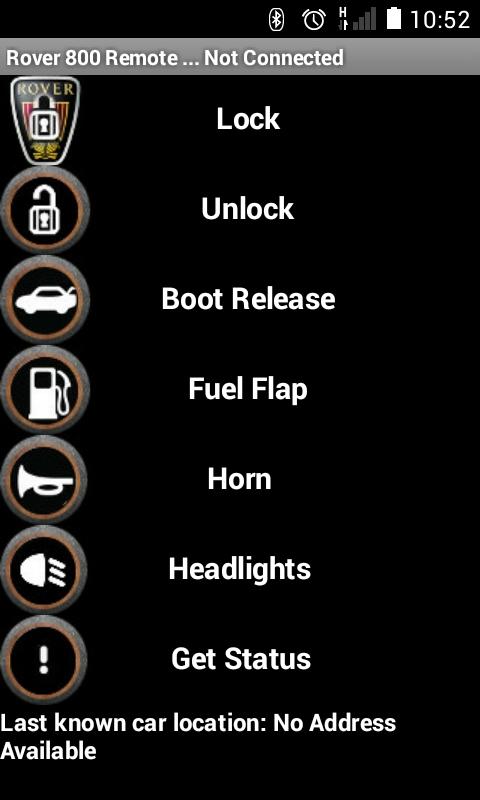 H
10:52
Rover 800 Remote ... Not Connected
ROVER
Lock
Unlock
Boot Release
Fuel Flap
Horn
Headlights
!
Get Status
Last known car location: No Address
Available